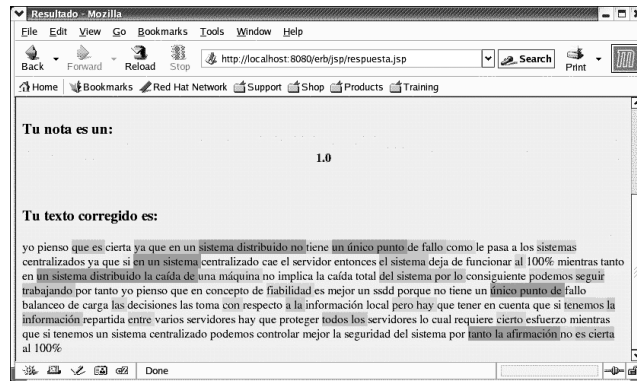 Resultado - Mozilla
File Edit View Go Bookmarks Tools Window Help
Back Forward Reload Stop http://localhost:8080/erb/jsp/respuesta.jsp Search Print
Home Bookmarks Red Hat Network Support Shop Products Training
Tu nota es un:
1.0
Tu texto corregido es:
yo pienso que es cierta ya que en un sistema distribuido no tiene un único punto de fallo como le pasa a los sistemas
centralizados ya que si en un sistema centralizado cae el servidor entonces el sistema deja de funcionar al 100% mientras tanto
en un sistema distribuido la caída de una máquina no implica la caída total del sistema por lo consiguiente podemos seguir
trabajando por tanto yo pienso que en concepto de fiabilidad es mejor un ssdd porque no tiene un único punto de fallo
balanceo de carga las decisiones las toma con respecto a la información local pero hay que tener en cuenta que si tenemos la
información repartida entre varios servidores hay que proteger todos los servidores lo cual requiere cierto esfuerzo mientras
que si tenemos un sistema centralizado podemos controlar mejor la seguridad del sistema por tanto la afirmación no es cierta
al 100%
Done